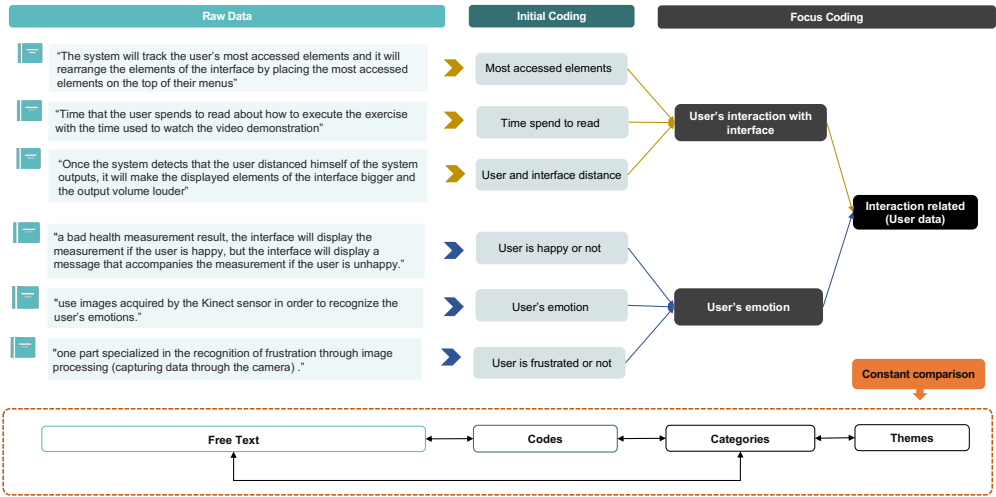 Raw Data
Initial Coding
Focus Coding
“The system will track the user’s most accessed elements and it will
rearrange the elements of the interface by placing the most accessed
elements on the top of their menus”
Most accessed elements
“Time that the user spends to read about how to execute the exercise
with the time used to watch the video demonstration”
Time spend to read
User’s interaction with
interface
“Once the system detects that the user distanced himself of the system
outputs, it will make the displayed elements of the interface bigger and
the output volume louder”
User and interface distance
Interaction related
(User data)
"a bad health measurement result, the interface will display the
measurement if the user is happy, but the interface will display a
message that accompanies the measurement if the user is unhappy.”
User is happy or not
"use images acquired by the Kinect sensor in order to recognize the
user’s emotions.”
User’s emotion
User’s emotion
"one part specialized in the recognition of frustration through image
processing (capturing data through the camera) .”
User is frustrated or not
Constant comparison
Free Text
Codes
Categories
Themes